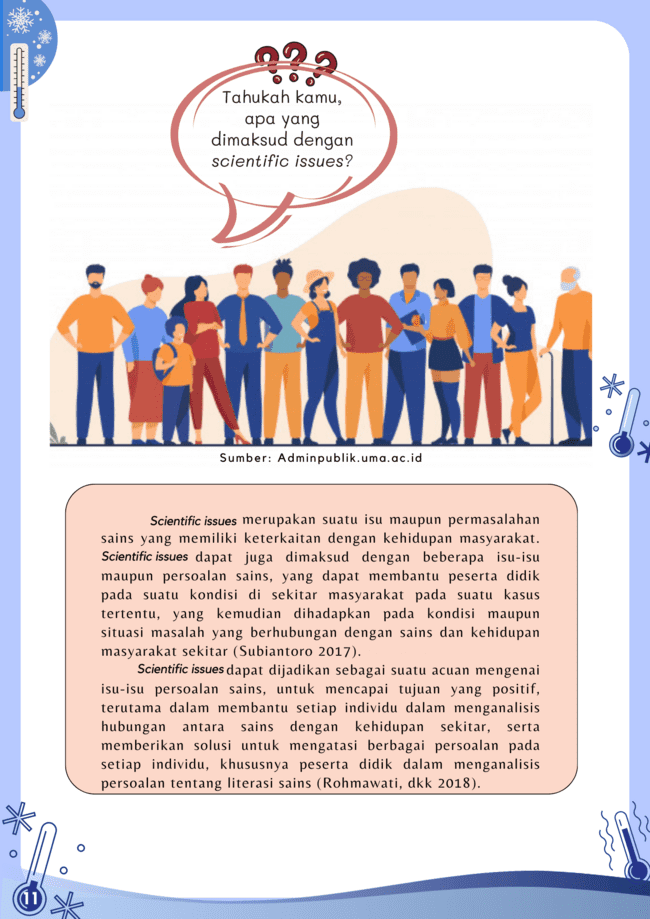 ???
Tahukah kamu,
apa yang
dimaksud dengan
scientific issues?
Sumber: Adminpublik.uma.ac.id
Scientific issues merupakan suatu isu maupun permasalahan
sains yang memiliki keterkaitan dengan kehidupan masyarakat.
Scientific issues dapat juga dimaksud dengan beberapa isu-isu
maupun persoalan sains, yang dapat membantu peserta didik
pada suatu kondisi di sekitar masyarakat pada suatu kasus
tertentu, yang kemudian dihadapkan pada kondisi maupun
situasi masalah yang berhubungan dengan sains dan kehidupan
masyarakat sekitar (Subiantoro 2017).
Scientific issues dapat dijadikan sebagai suatu acuan mengenai
isu-isu persoalan sains, untuk mencapai tujuan yang positif,
terutama dalam membantu setiap individu dalam menganalisis
hubungan antara sains dengan kehidupan sekitar, serta
memberikan solusi untuk mengatasi berbagai persoalan pada
setiap individu, khususnya peserta didik dalam menganalisis
persoalan tentang literasi sains (Rohmawati, dkk 2018).
11